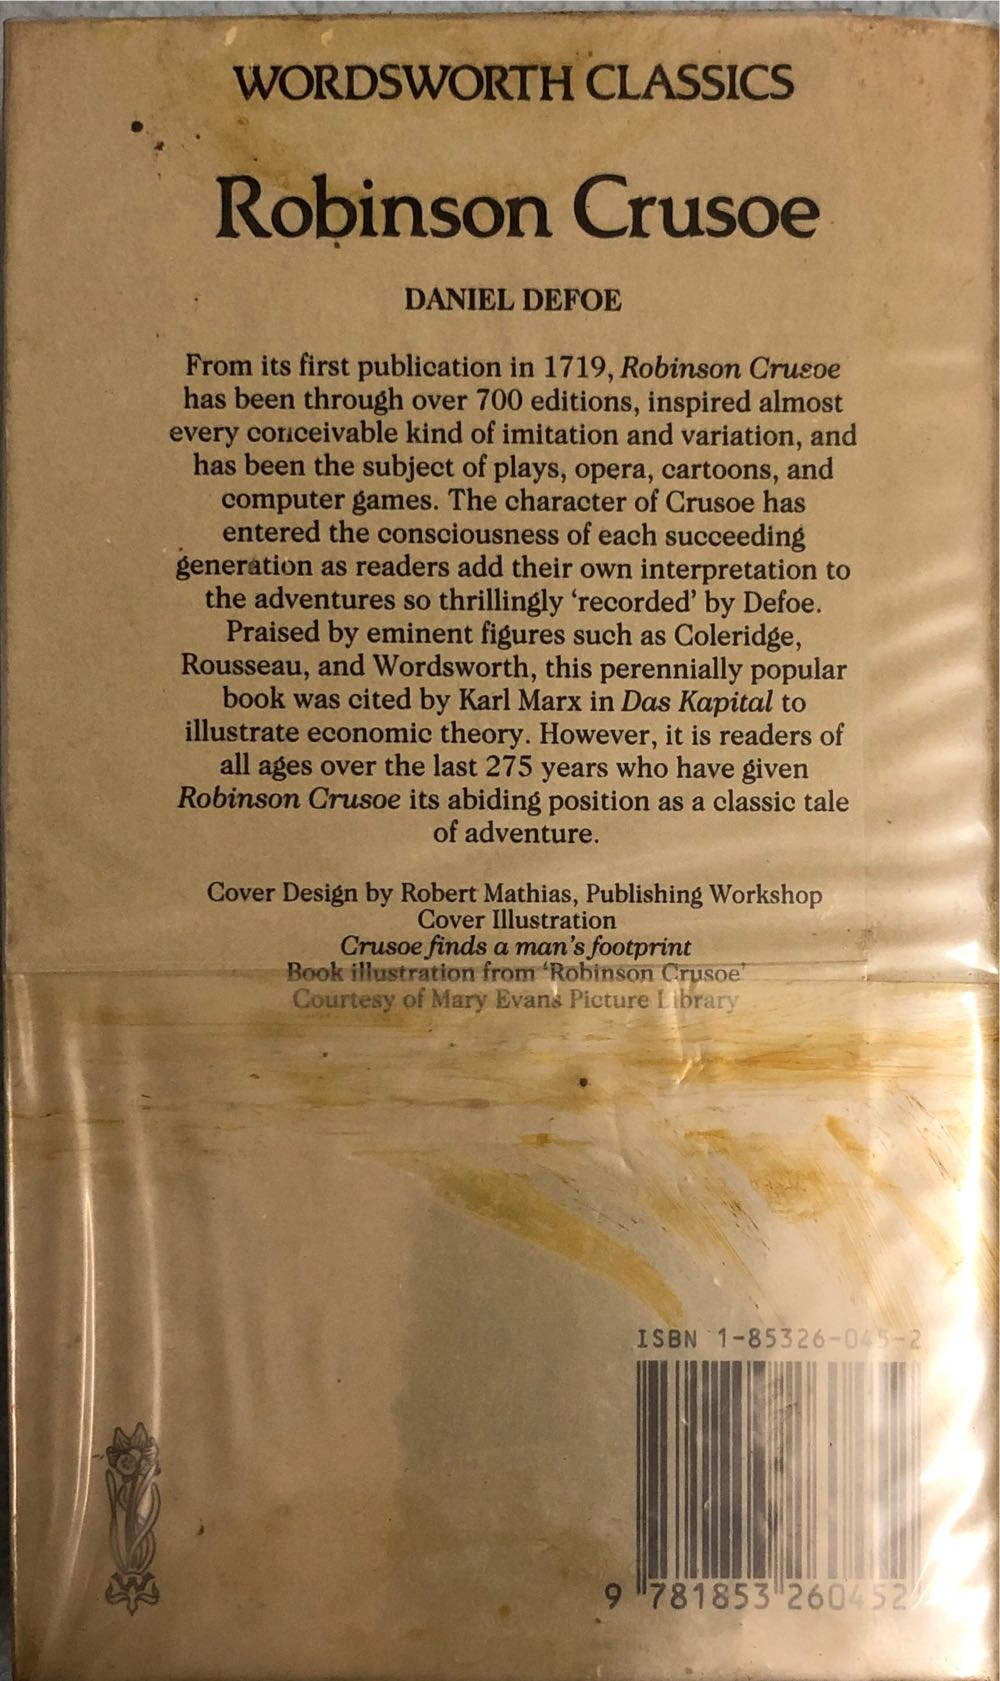 WORDSWORTH CLASSICS
Robinson Crusoe
DANIEL DEFOE
From its first publication in 1719, Robinson Crusoe
has been through over 700 editions, inspired almost
every conceivable kind of imitation and variation, and
has been the subject of plays, opera, cartoons, and
computer games. The character of Crusoe has
entered the consciousness of each succeeding
generation as readers add their own interpretation to
the adventures so thrillingly ‘recorded’ by Defoe.
Praised by eminent figures such as Coleridge,
Rousseau, and Wordsworth, this perennially popular
book was cited by Karl Marx in Das Kapital to
illustrate economic theory. However, it is readers of
all ages over the last 275 years who have given
Robinson Crusoe its abiding position as a classic tale
of adventure.
Cover Design by Robert Mathias, Publishing Workshop
Cover Illustration
Crusoe finds a man's footprint
Book illustration from ‘Robinson Crusoe’
Courtesy of Mary Evans Picture Library
ISBN 1-85326-045-2
9 781853 260452